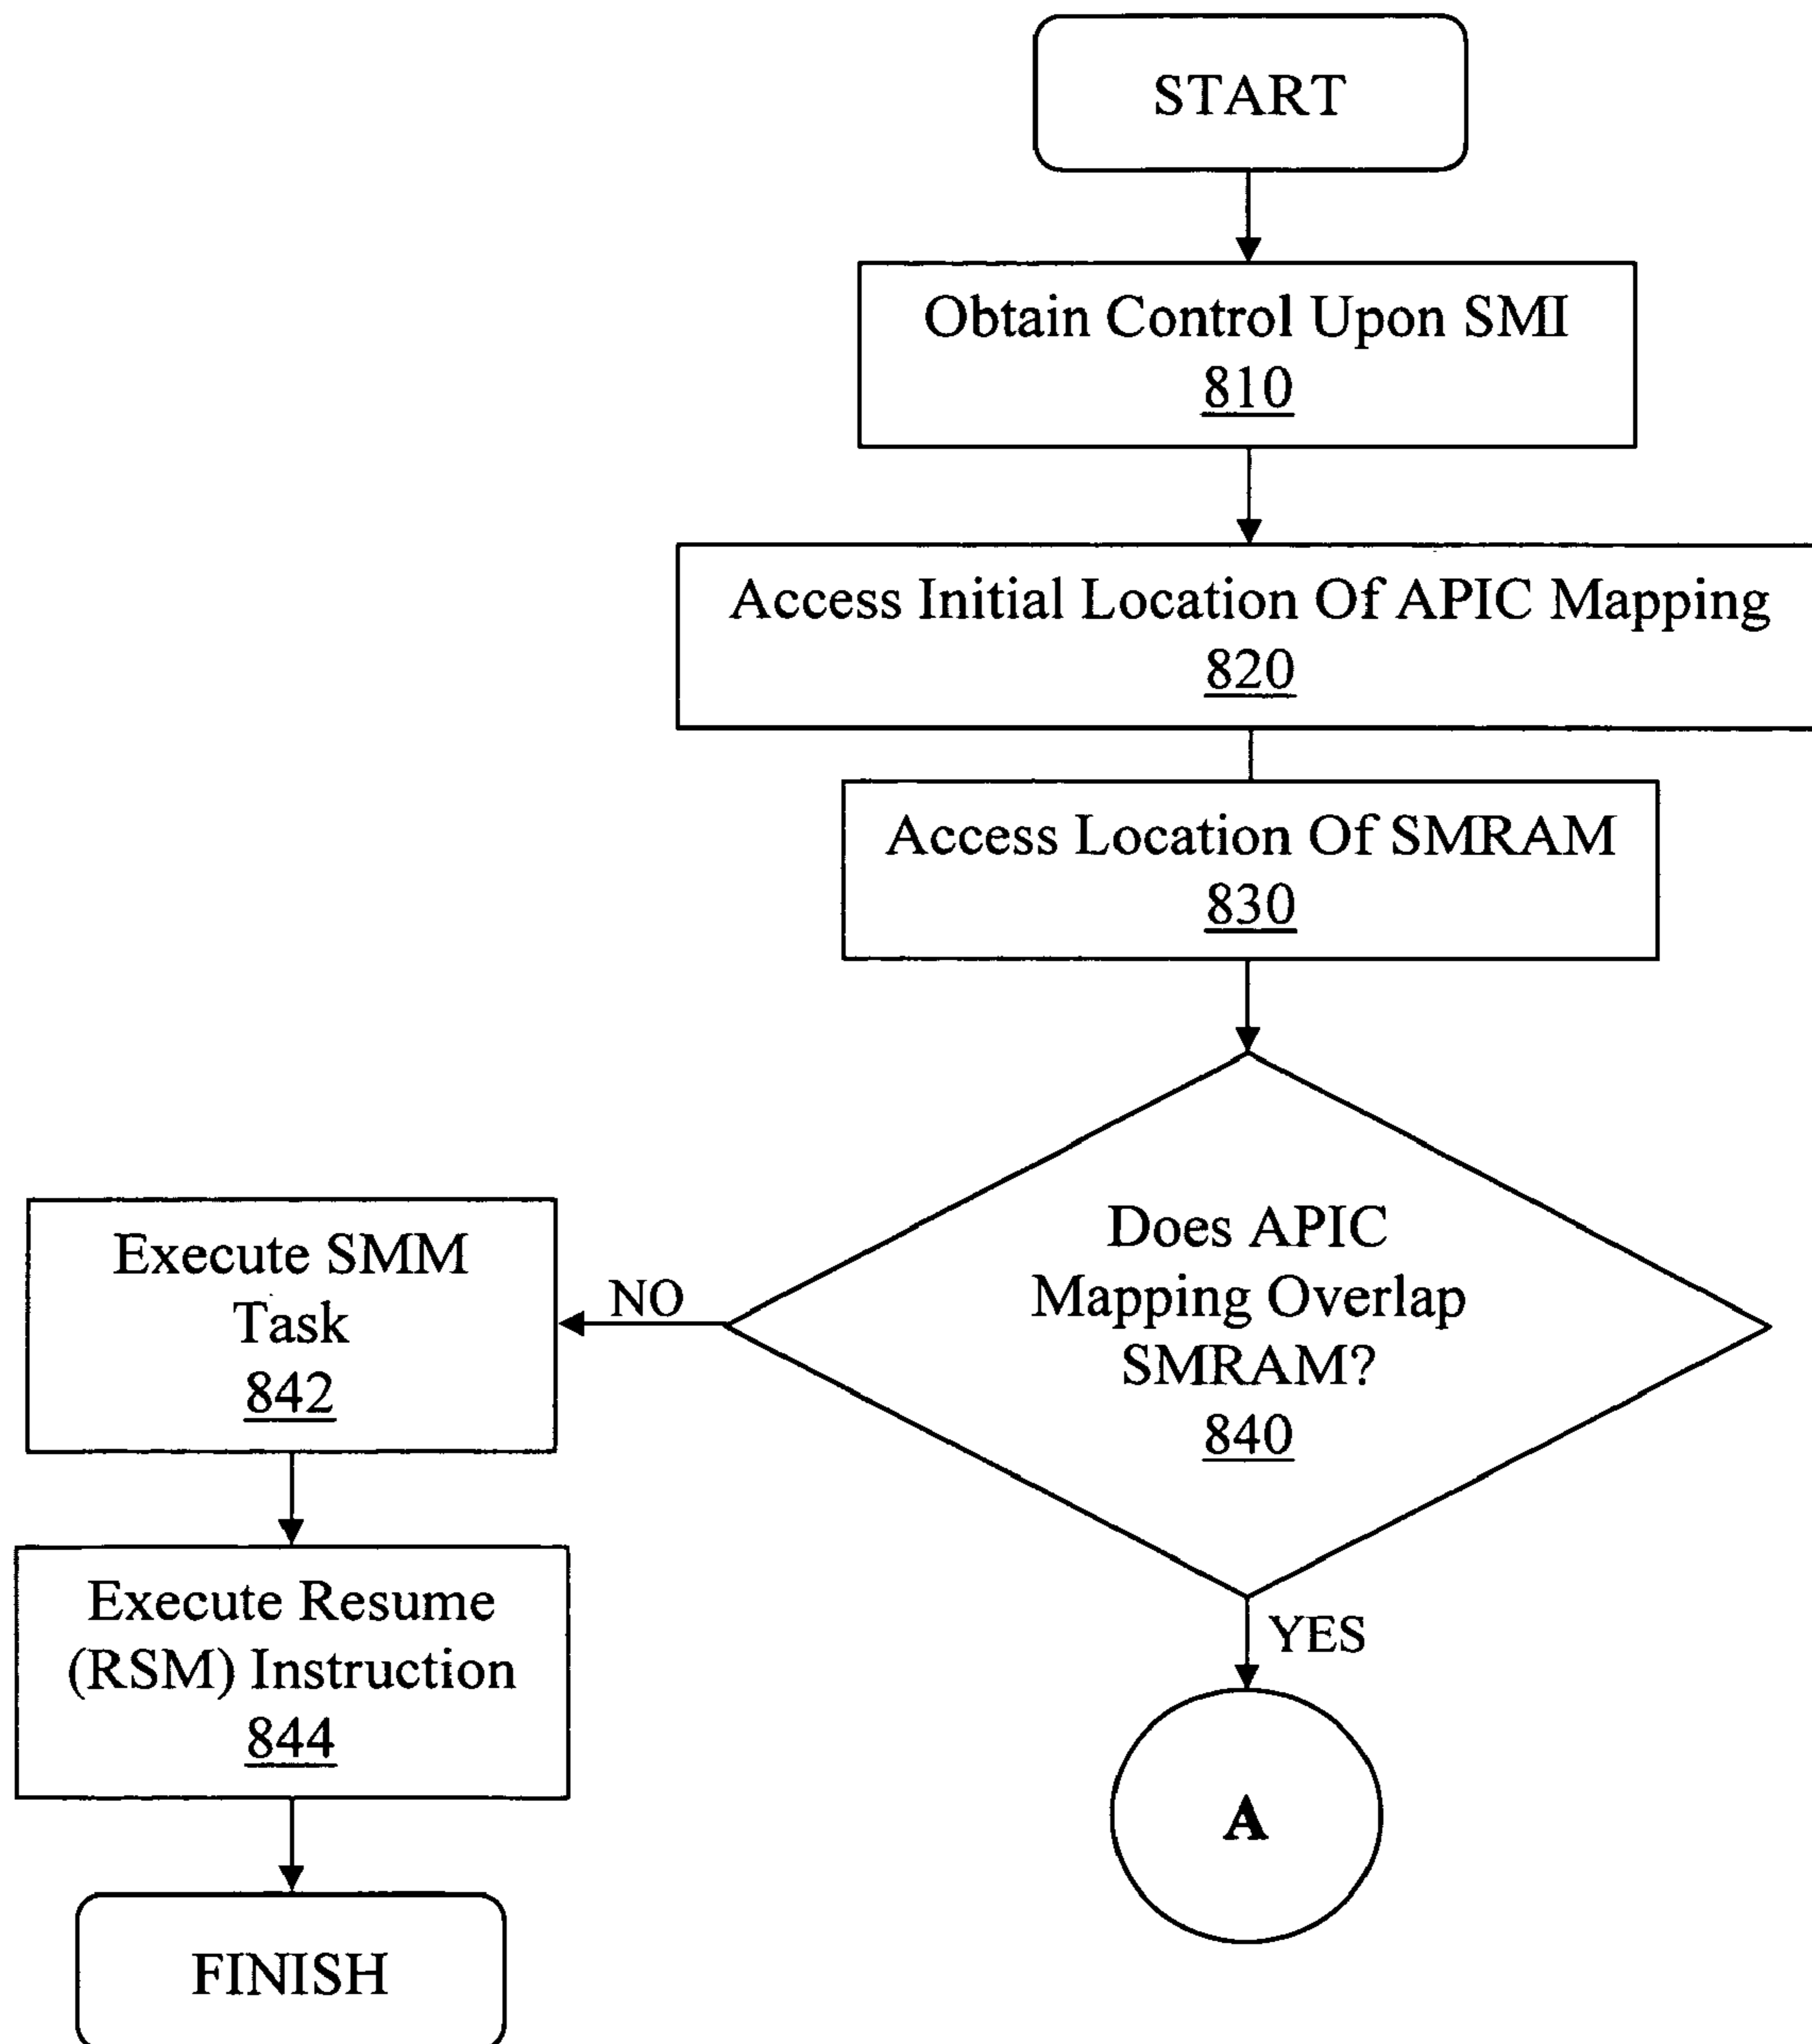 START
Obtain Control Upon SMI
810
Access Initial Location Of APIC Mapping
820
Access Location Of SMRAM
830
Does APIC
Mapping Overlap
SMRAM?
840
NO
Execute SMM
Task
842
Execute Resume
(RSM) Instruction
844
FINISH
YES
A